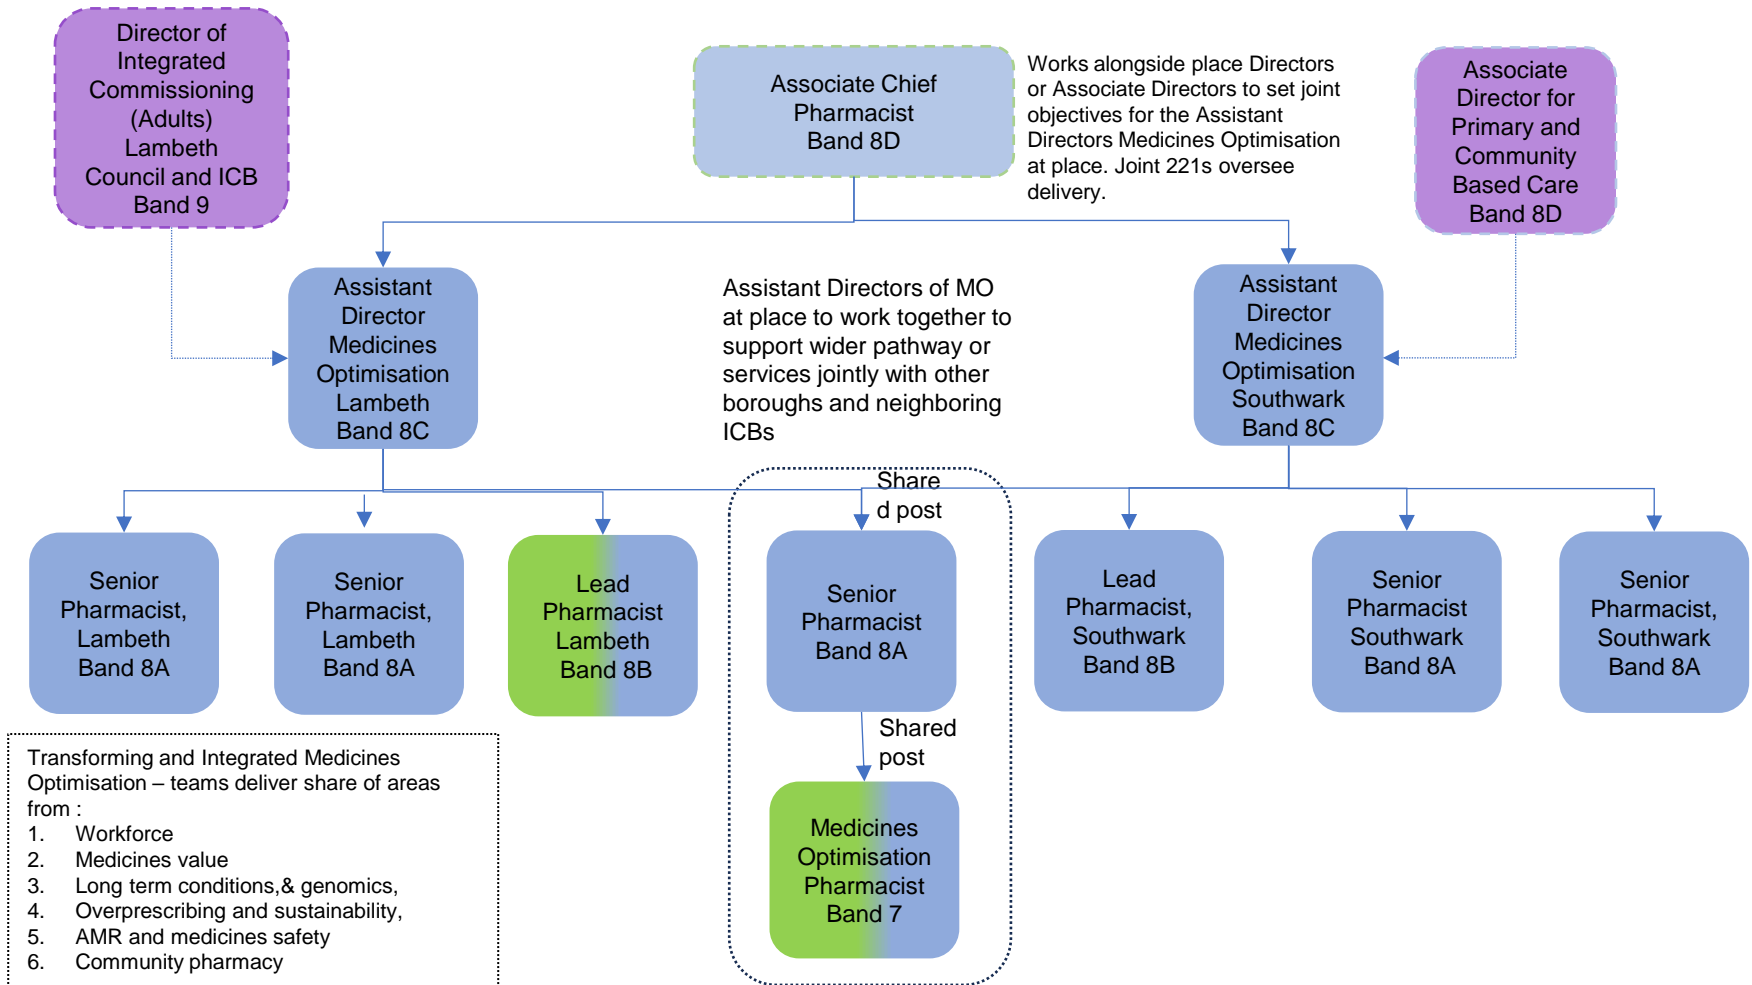 Director of
Integrated
Commissioning
(Adults)
Lambeth
Council and ICB
Band 9
Associate Chief
Pharmacist
Band 8D
Works alongside place Directors
or Associate Directors to set joint
objectives for the Assistant
Directors Medicines Optimisation
at place. Joint 221s oversee
delivery.
Associate
Director for
Primary and
Community
Based Care
Band 8D
Assistant
Director
Medicines
Optimisation
Lambeth
Band 8C
Assistant Directors of MO
at place to work together to
support wider pathway or
services jointly with other
boroughs and neighboring
ICBs
Assistant
Director
Medicines
Optimisation
Southwark
Band 8C
Share
d post
Senior
Pharmacist,
Lambeth
Band 8A
Senior
Pharmacist,
Lambeth
Band 8A
Lead
Pharmacist
Lambeth
Band 8B
Senior
Pharmacist
Band 8A
Lead
Pharmacist,
Southwark
Band 8B
Senior
Pharmacist
Southwark
Band 8A
Senior
Pharmacist,
Southwark
Band 8A
Shared
post
Medicines
Optimisation
Pharmacist
Band 7
Transforming and Integrated Medicines
Optimisation – teams deliver share of areas
from :
1. Workforce
2. Medicines value
3. Long term conditions,& genomics,
4. Overprescribing and sustainability,
5. AMR and medicines safety
6. Community pharmacy